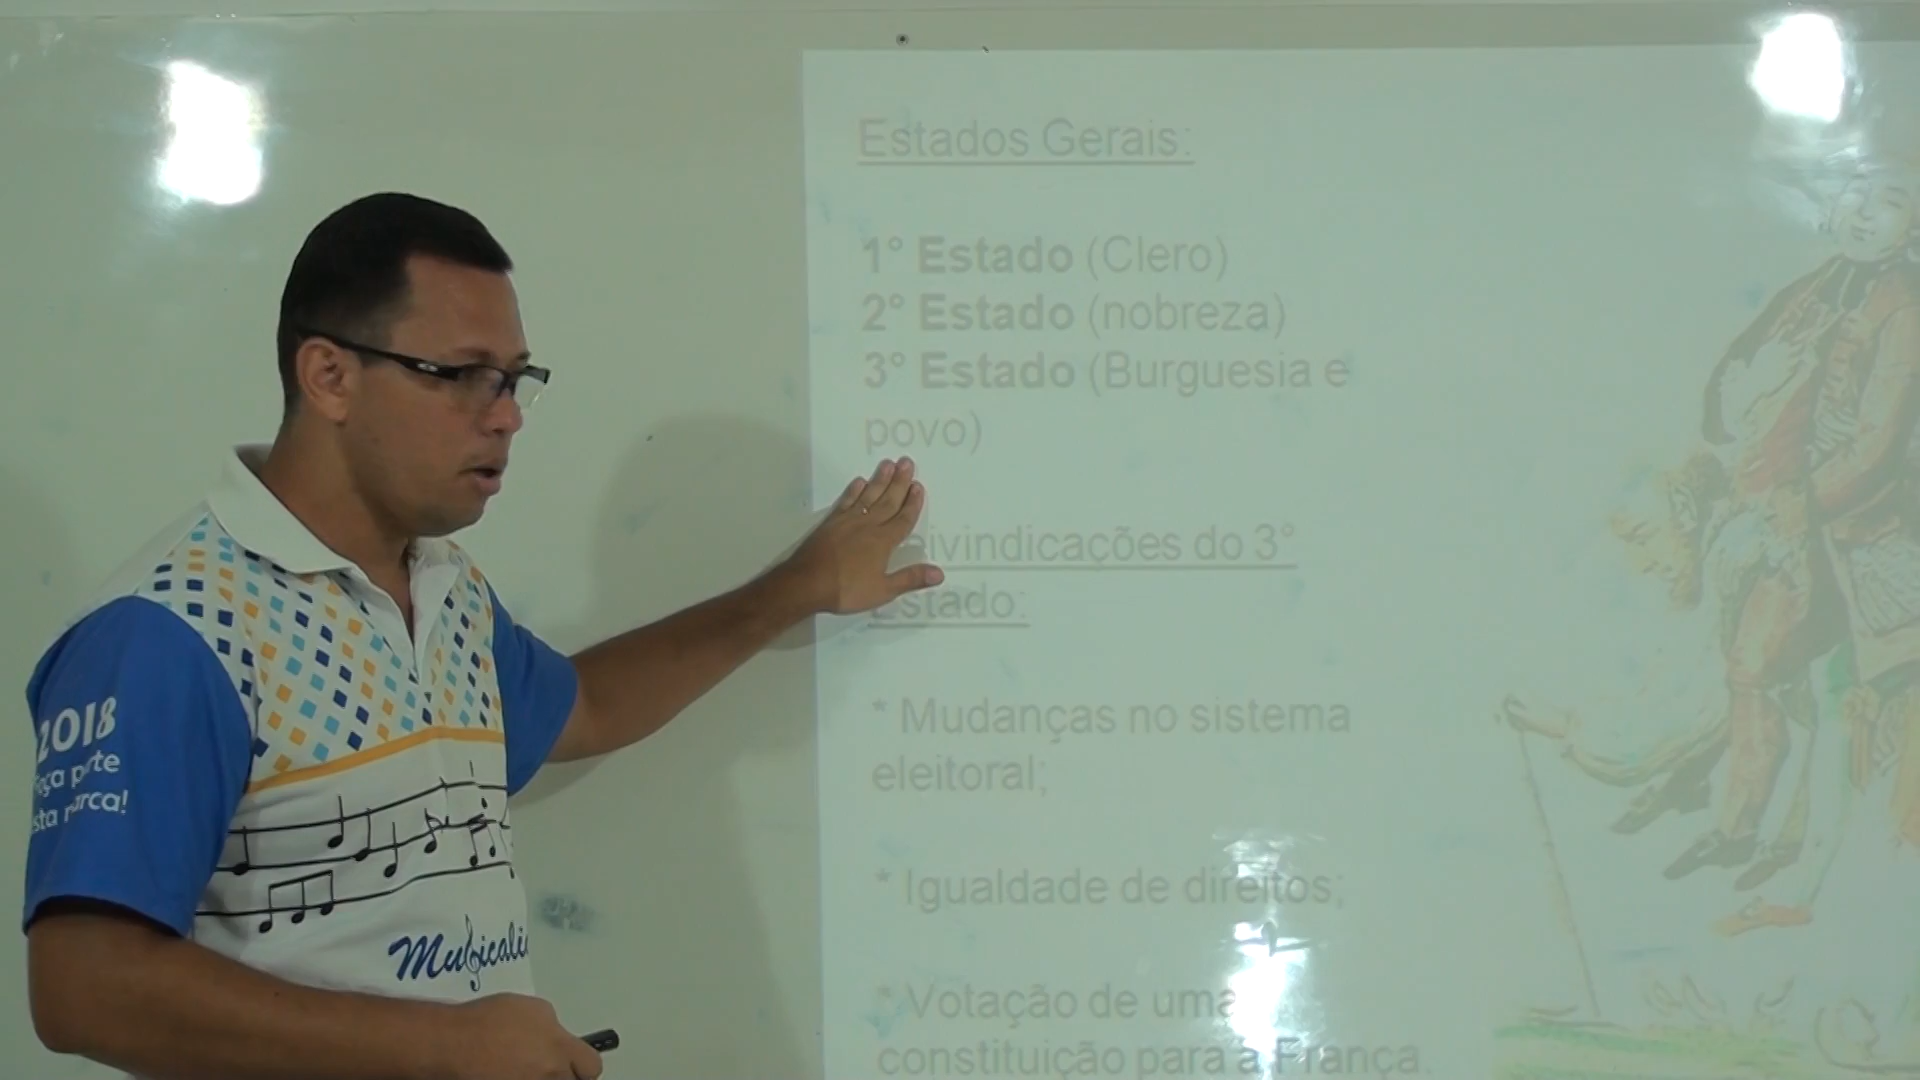 Estados Gerais:
1° Estado (Clero)
2° Estado (nobreza)
3° Estado (Burguesia e
povo)
do 3°
Estado:
* Mudanças no sistema
eleitoral;
* Igualdade de direitos;
* Votação de uma
constituição para a França.
2018